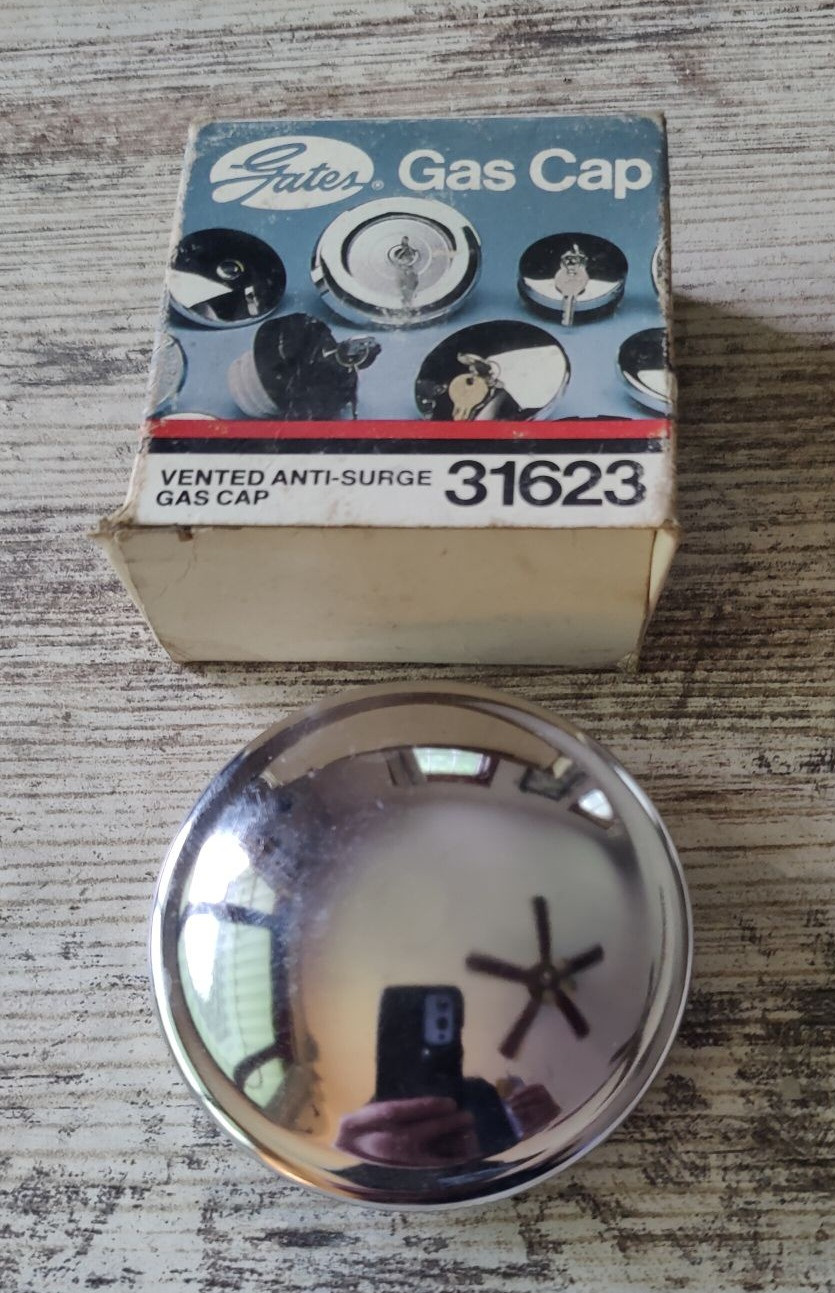 Gates® Gas Cap
VENTED ANTI-SURGE 31623
GAS CAP